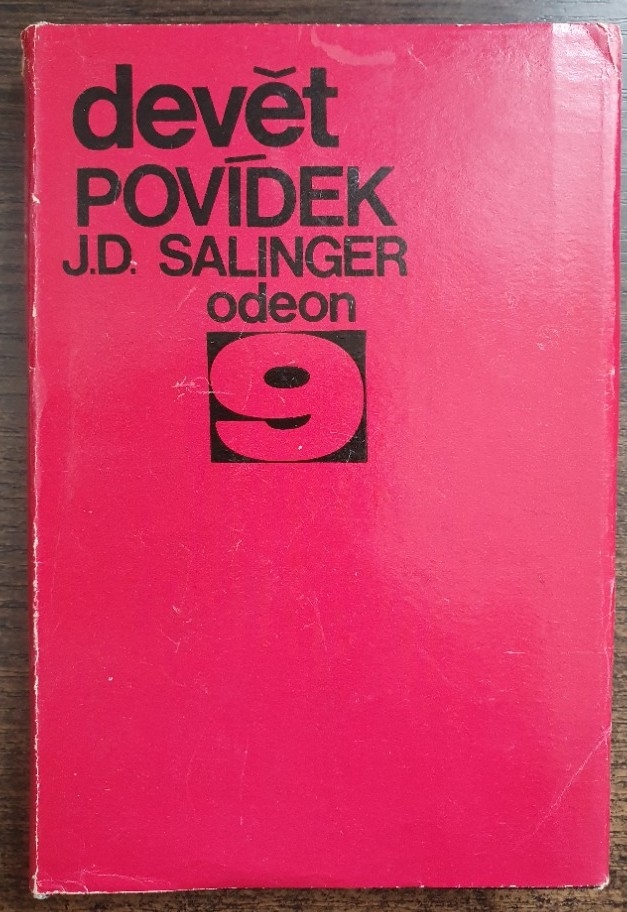 devět
POVÍDEK
J.D. SALINGER
odeon
9